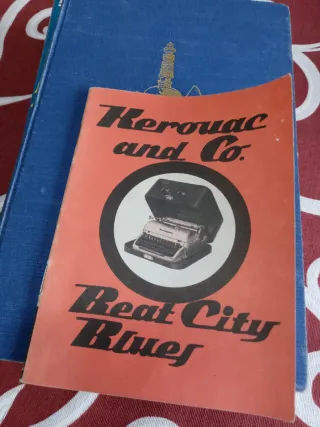 Kerouac
and Co.
Beat City
Blues